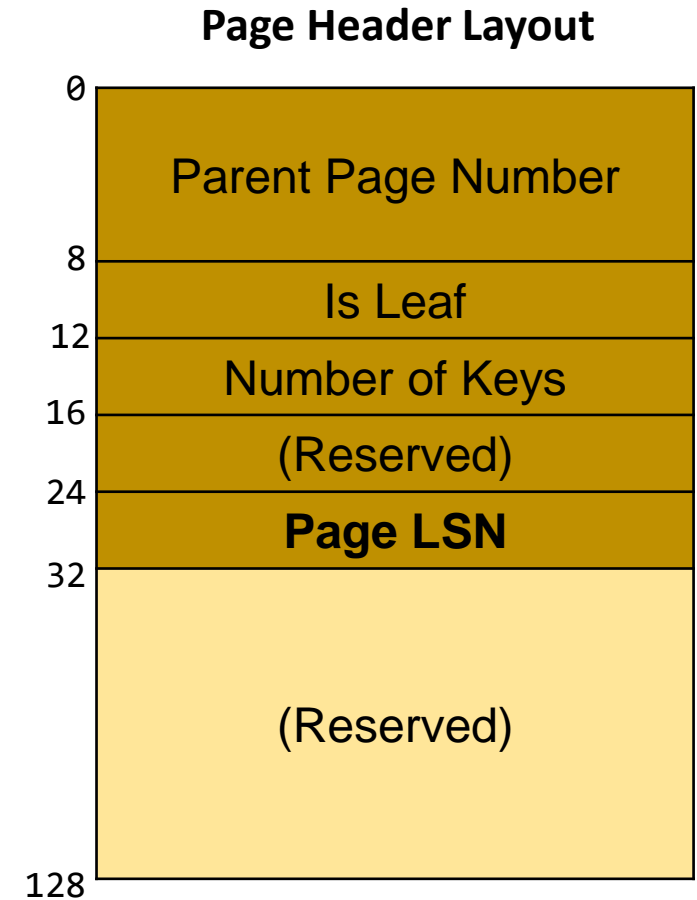 Page Header Layout
0
Parent Page Number
8
Is Leaf
12
Number of Keys
16
(Reserved)
24
Page LSN
32
(Reserved)
128